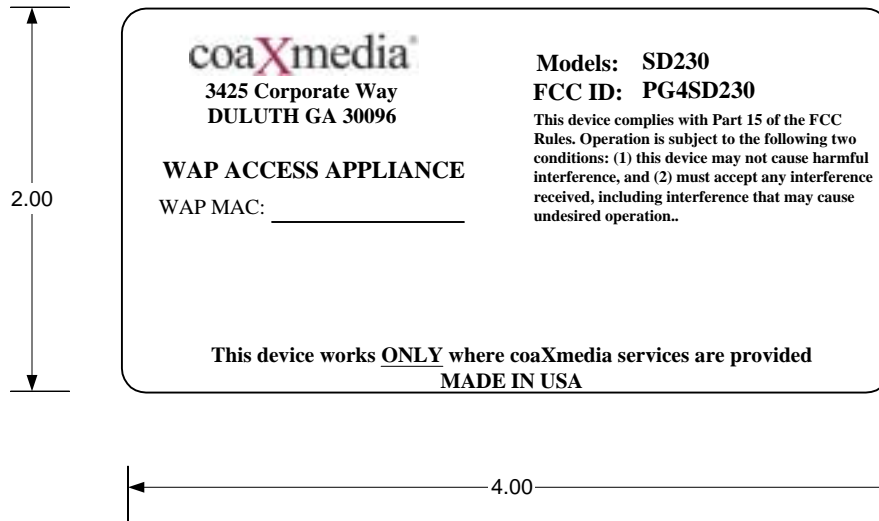 coaXmedia®
3425 Corporate Way
DULUTH GA 30096
WAP ACCESS APPLIANCE
WAP MAC:
Models: SD230
FCC ID: PG4SD230
This device complies with Part 15 of the FCC
Rules. Operation is subject to the following two
conditions: (1) this device may not cause harmful
interference, and (2) must accept any interference
received, including interference that may cause
undesired operation..
This device works ONLY where coaXmedia services are provided
MADE IN USA
2.00
4.00